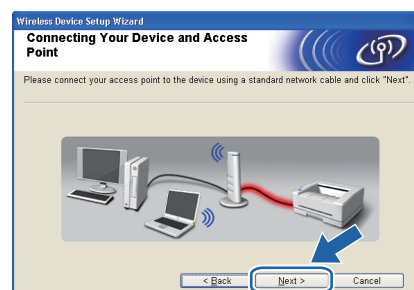 Wireless Device Setup Wizard
Connecting Your Device and Access
Point
Please connect your access point to the device using a standard network cable and click "Next".
< Back
Next >
Cancel